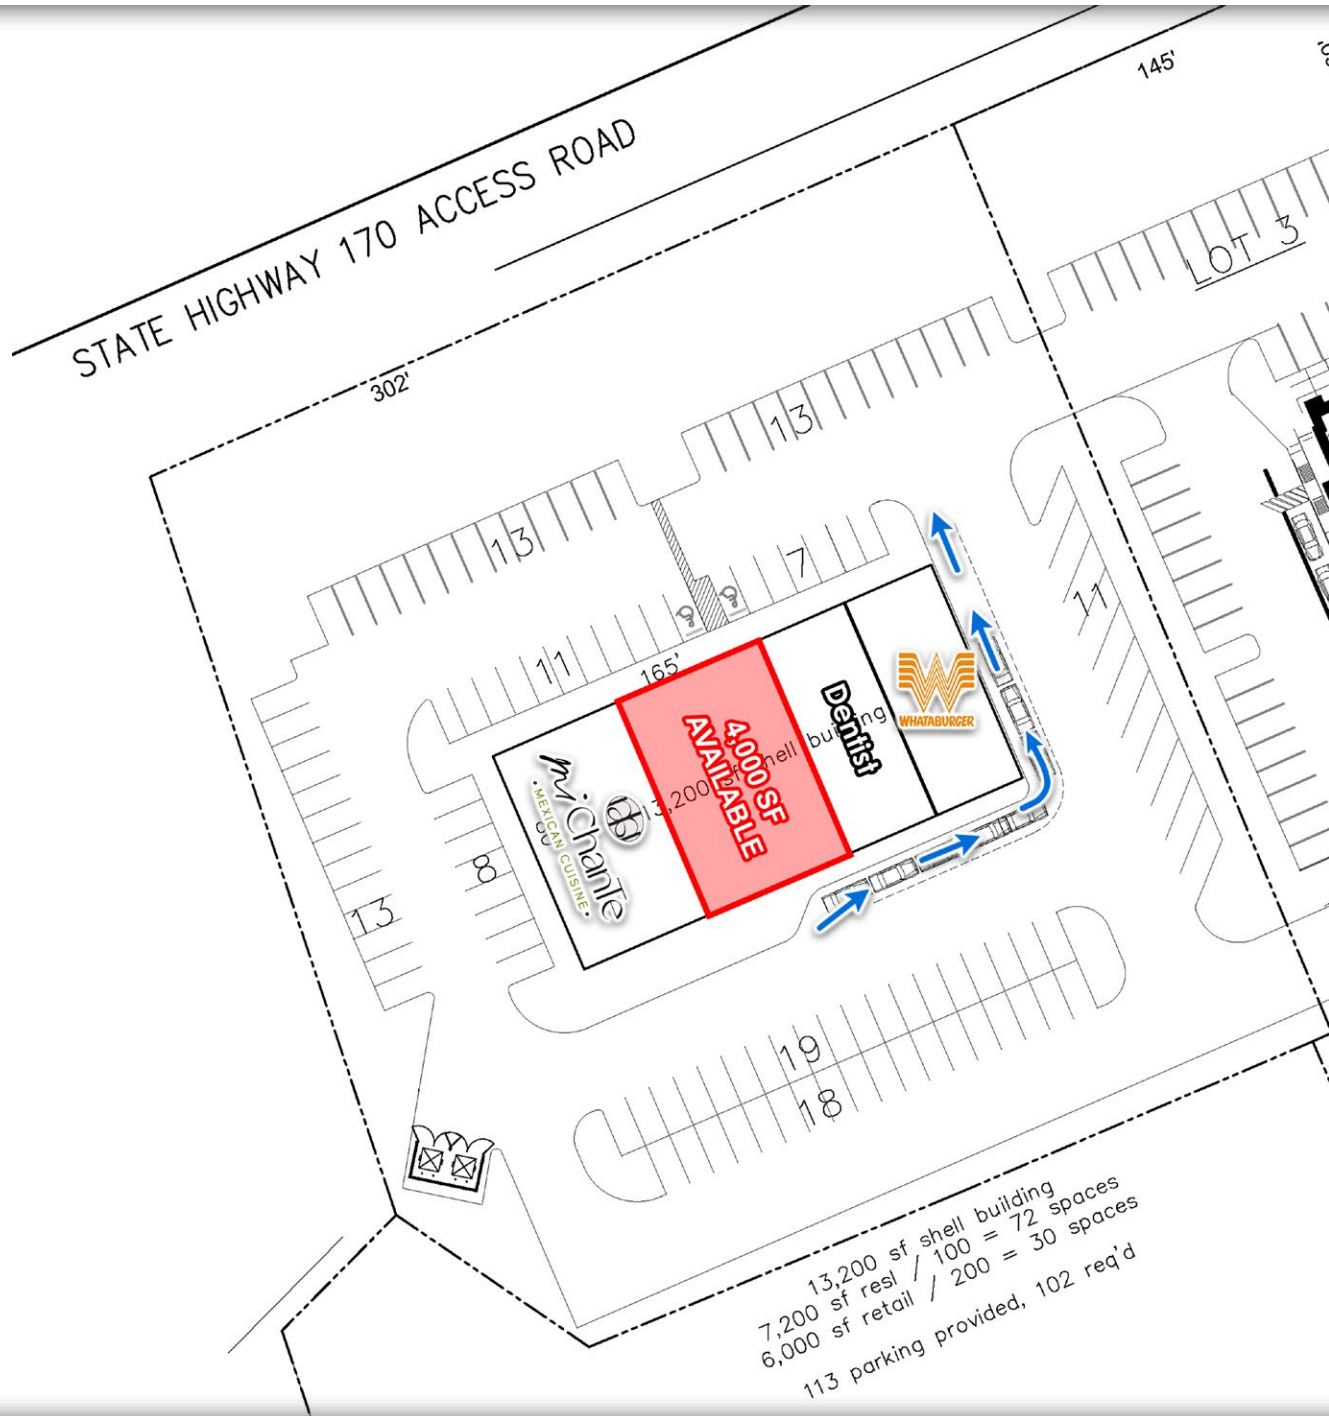 145'
STATE HIGHWAY 170 ACCESS ROAD
LOT 3
302'
13
13
7
11
11
165'
WHATABURGER
Dentist
4,000 SF
AVAILABLE
13,200 sf shell building
mi Chante
• MEXICAN CUISINE •
8
13
19
18
13,200 sf shell building
7,200 sf resl / 100 = 72 spaces
6,000 sf retail / 200 = 30 spaces
113 parking provided, 102 req'd